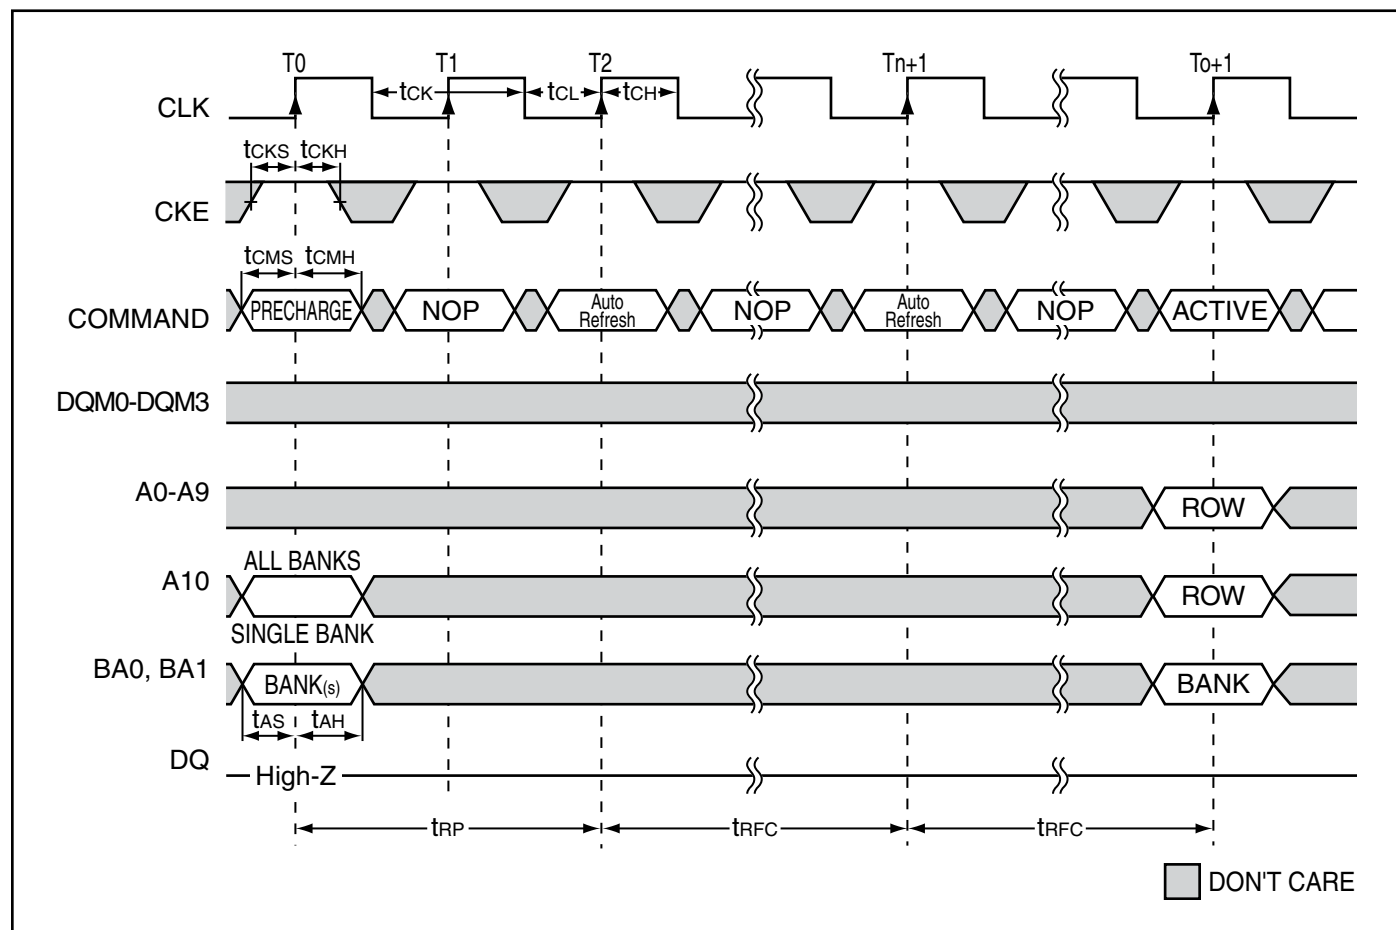 T0 T1 T2 Tn+1 To+1
CLK
tCK tCL tCH
tCKS tCKH
CKE
tCMS tCMH
COMMAND PRECHARGE NOP Auto Refresh NOP Auto Refresh NOP ACTIVE
DQM0-DQM3
A0-A9 ROW
ALL BANKS
A10 ROW
SINGLE BANK
BA0, BA1 BANK(s) BANK
tAS tAH
DQ High-Z
tRP tRFC tRFC
DON'T CARE